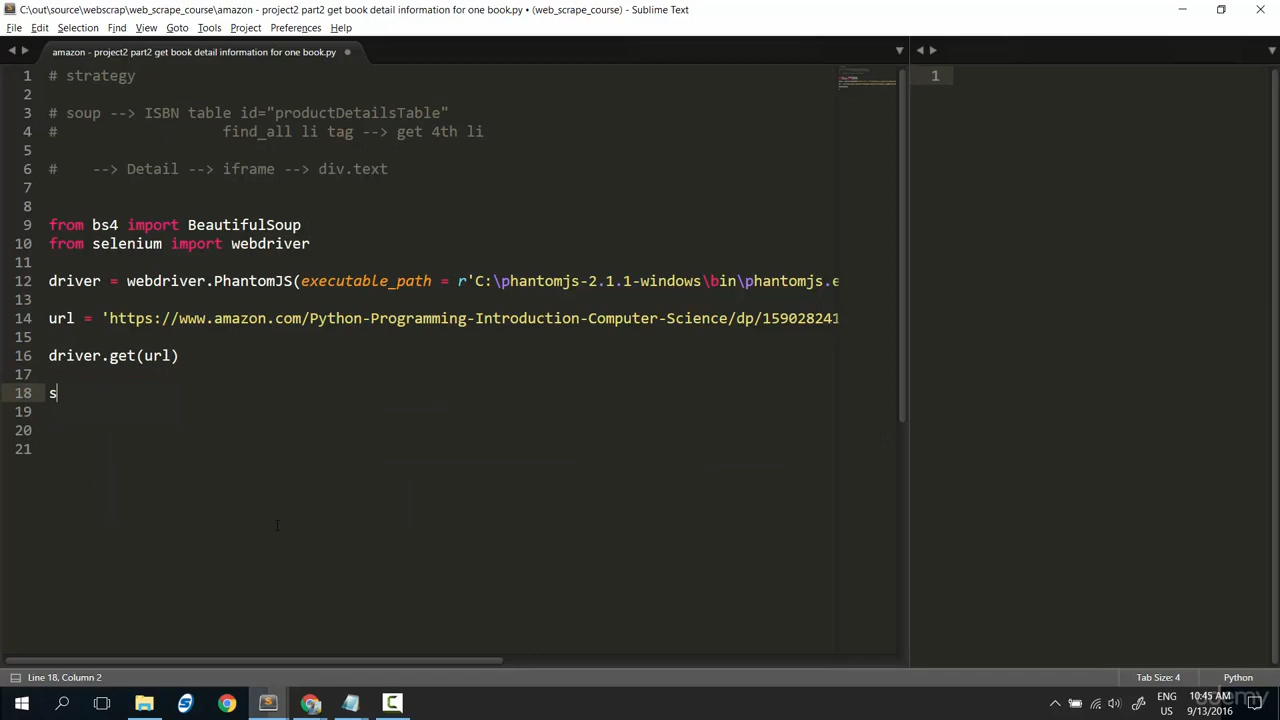 C:\out\source\webscrap\web_scrape_course\amazon - project2 part2 get book detail information for one book.py • (web_scrape_course) - Sublime Text
File Edit Selection Find View Goto Tools Project Preferences Help
amazon - project2 part2 get book detail information for one book.py
1 # strategy
2
3 # soup --> ISBN table id="productDetailsTable"
4 # find_all li tag --> get 4th li
5
6 # --> Detail --> iframe --> div.text
7
8
9 from bs4 import BeautifulSoup
10 from selenium import webdriver
11
12 driver = webdriver.PhantomJS(executable_path = r'C:\phantomjs-2.1.1-windows\bin\phantomjs.e
13
14 url = 'https://www.amazon.com/Python-Programming-Introduction-Computer-Science/dp/159028241
15
16 driver.get(url)
17
18 s
19
20
21
1
Line 18, Column 2
Tab Size: 4
Python
ENG
US
10:45 AM
9/13/2016
udemy